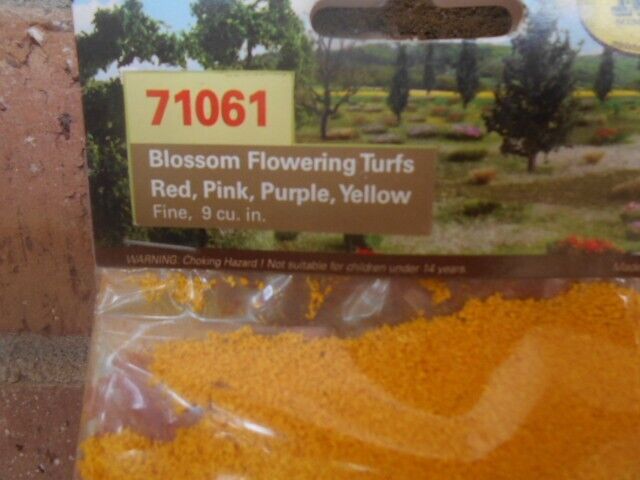 71061
Blossom Flowering Turfs
Red, Pink, Purple, Yellow
Fine, 9 cu. in.
WARNING: Choking Hazard ! Not suitable for children under 14 years
Made